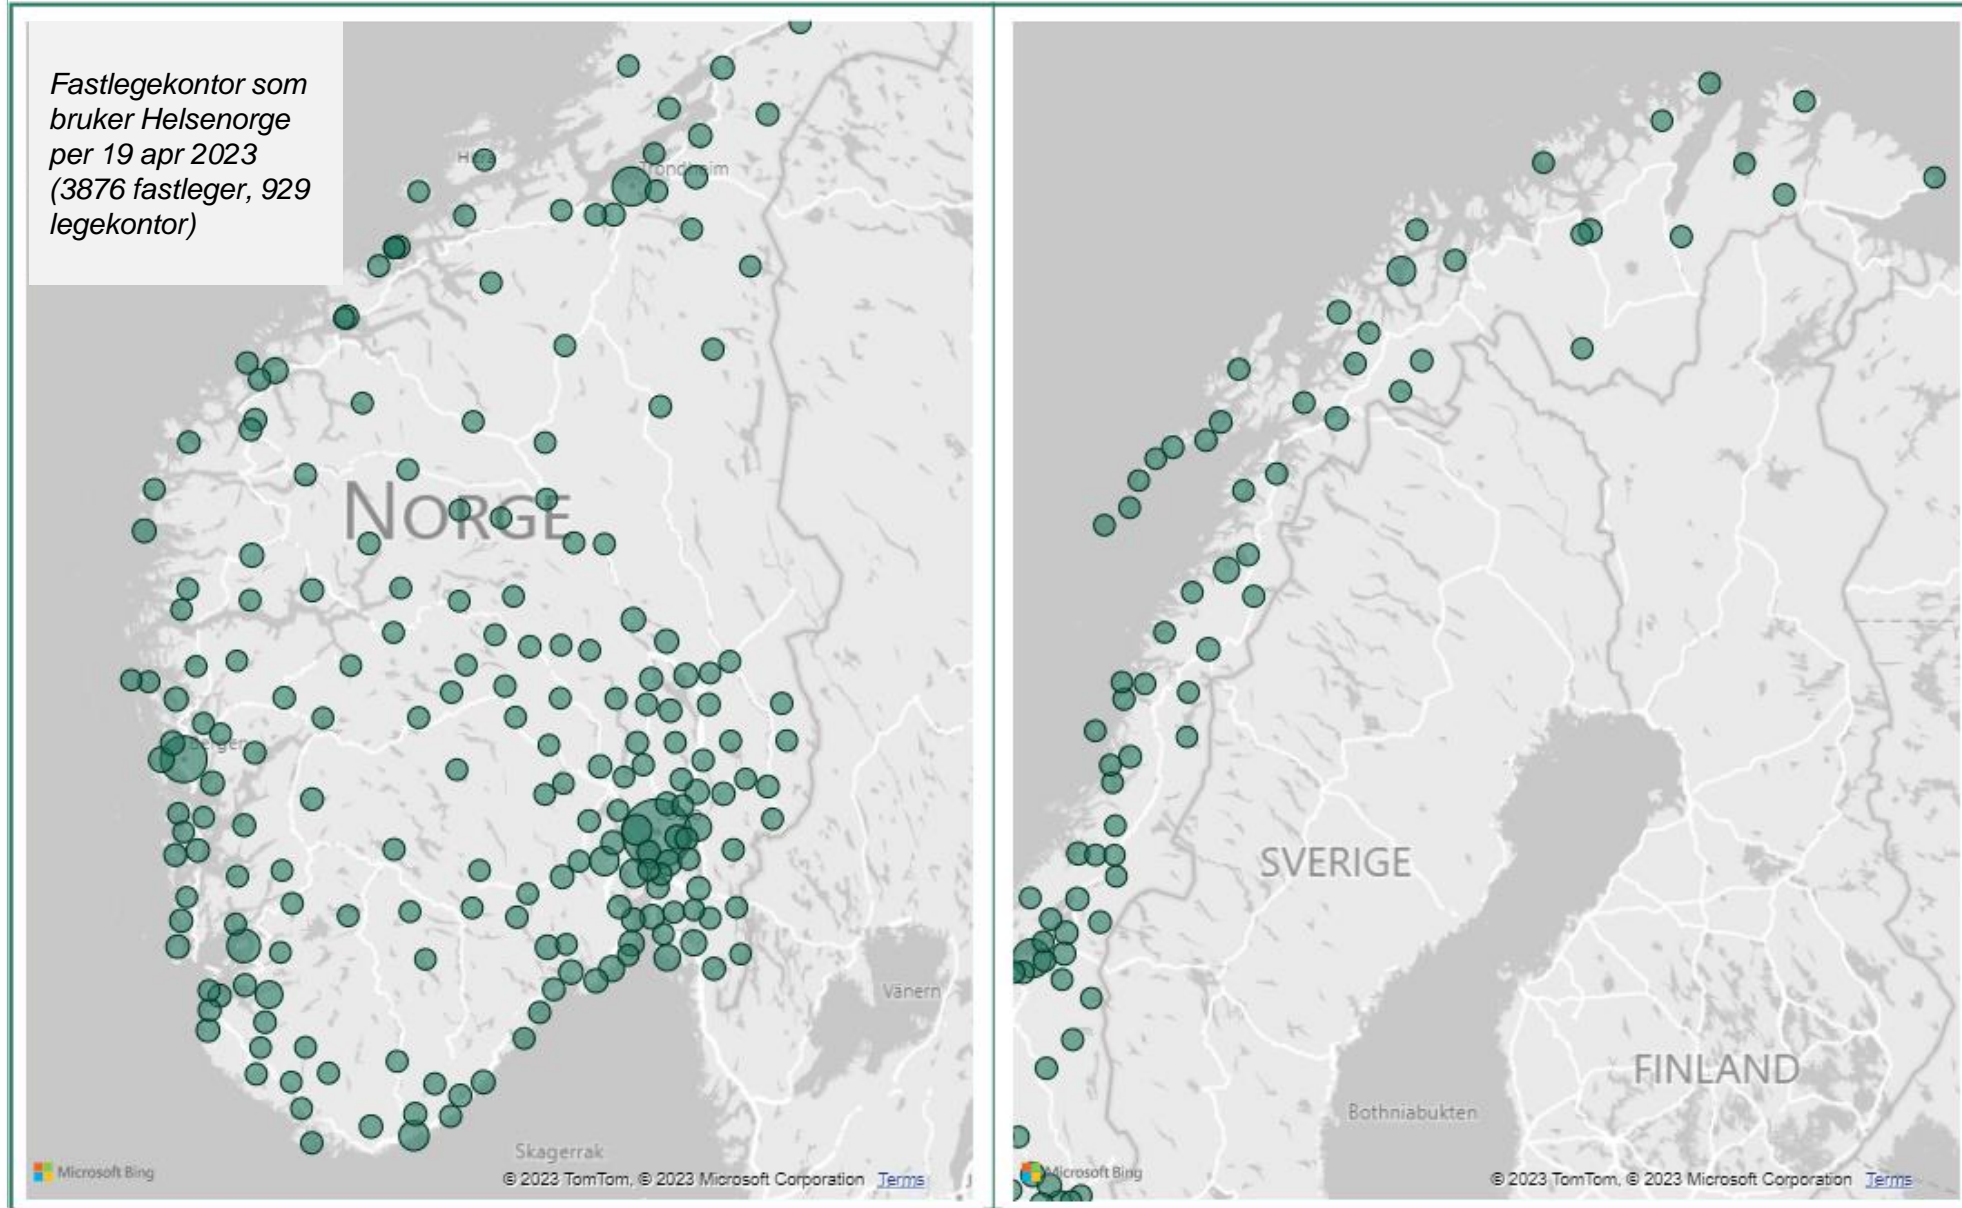 Fastlegekontor som
bruker Helsenorge
per 19 apr 2023
(3876 fastleger, 929
legekontor)
Trondheim
NORGE
Bergen
Vänern
Skagerrak
Microsoft Bing
© 2023 TomTom, © 2023 Microsoft Corporation Terms
SVERIGE
FINLAND
Bothniabukten
Microsoft Bing
© 2023 TomTom, © 2023 Microsoft Corporation Terms